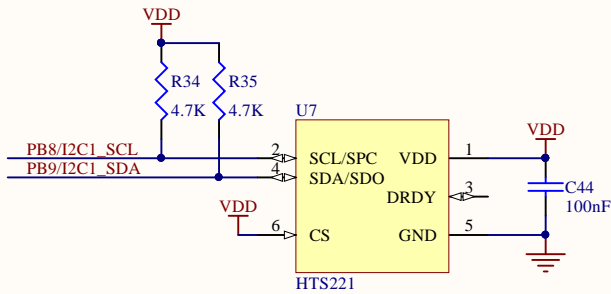 VDD
R34
R35
4.7K
4.7K
U7
PB8/I2C1_SCL
2
SCL/SPC
VDD
1
VDD
PB9/I2C1_SDA
4
SDA/SDO
DRDY
3
C44
100nF
VDD
6
CS
GND
5
HTS221